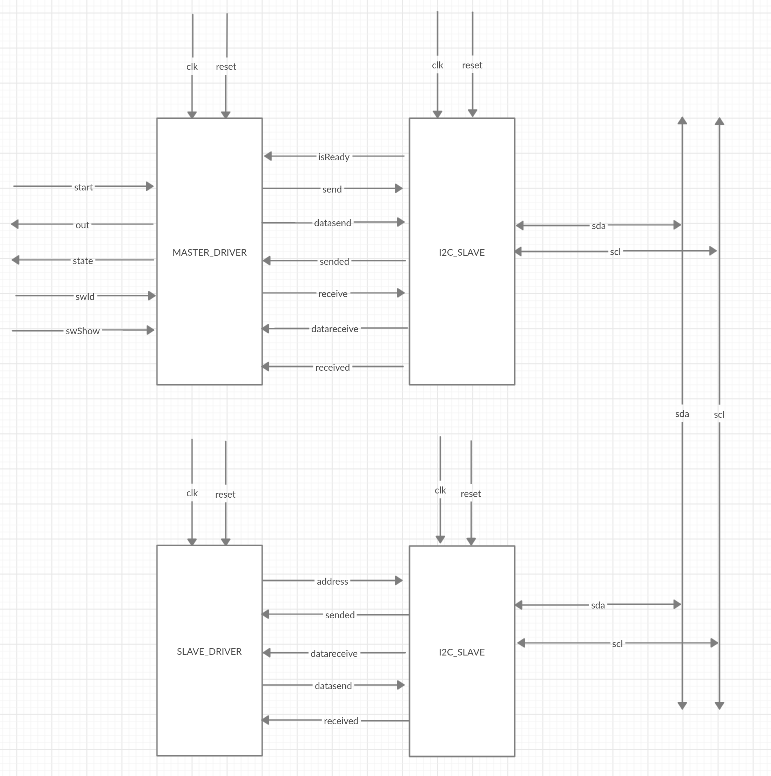 clk
reset
clk
reset
isReady
start
send
out
datasend
MASTER_DRIVER
I2C_SLAVE
sda
scl
state
sended
swId
receive
swShow
datareceive
received
sda
scl
clk
reset
clk
reset
address
sended
sda
SLAVE_DRIVER
datareceive
I2C_SLAVE
scl
datasend
received